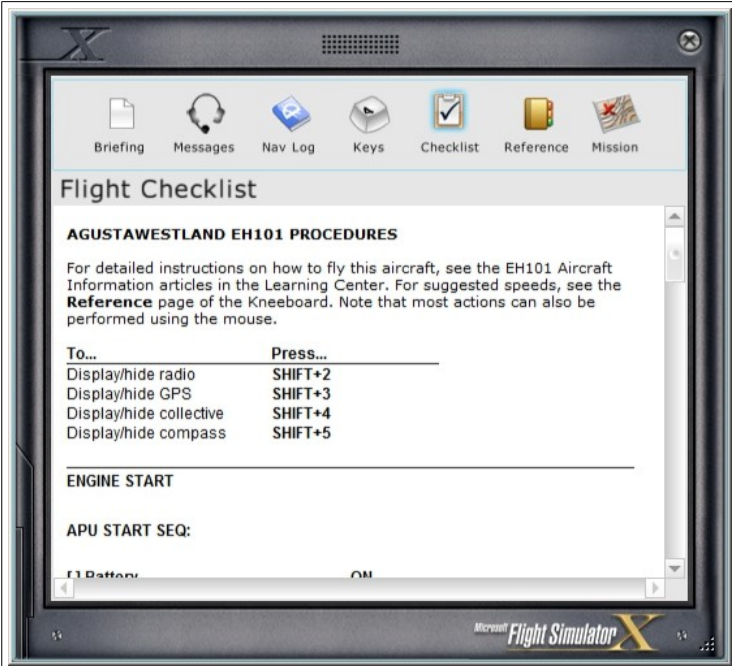 X
Briefing Messages Nav Log Keys Checklist Reference Mission
Flight Checklist
AGUSTAWESTLAND EH101 PROCEDURES
For detailed instructions on how to fly this aircraft, see the EH101 Aircraft
Information articles in the Learning Center. For suggested speeds, see the
Reference page of the Kneeboard. Note that most actions can also be
performed using the mouse.
To... Press...
Display/hide radio SHIFT+2
Display/hide GPS SHIFT+3
Display/hide collective SHIFT+4
Display/hide compass SHIFT+5
ENGINE START
APU START SEQ:
[ ] Battery ON
Microsoft Flight Simulator X